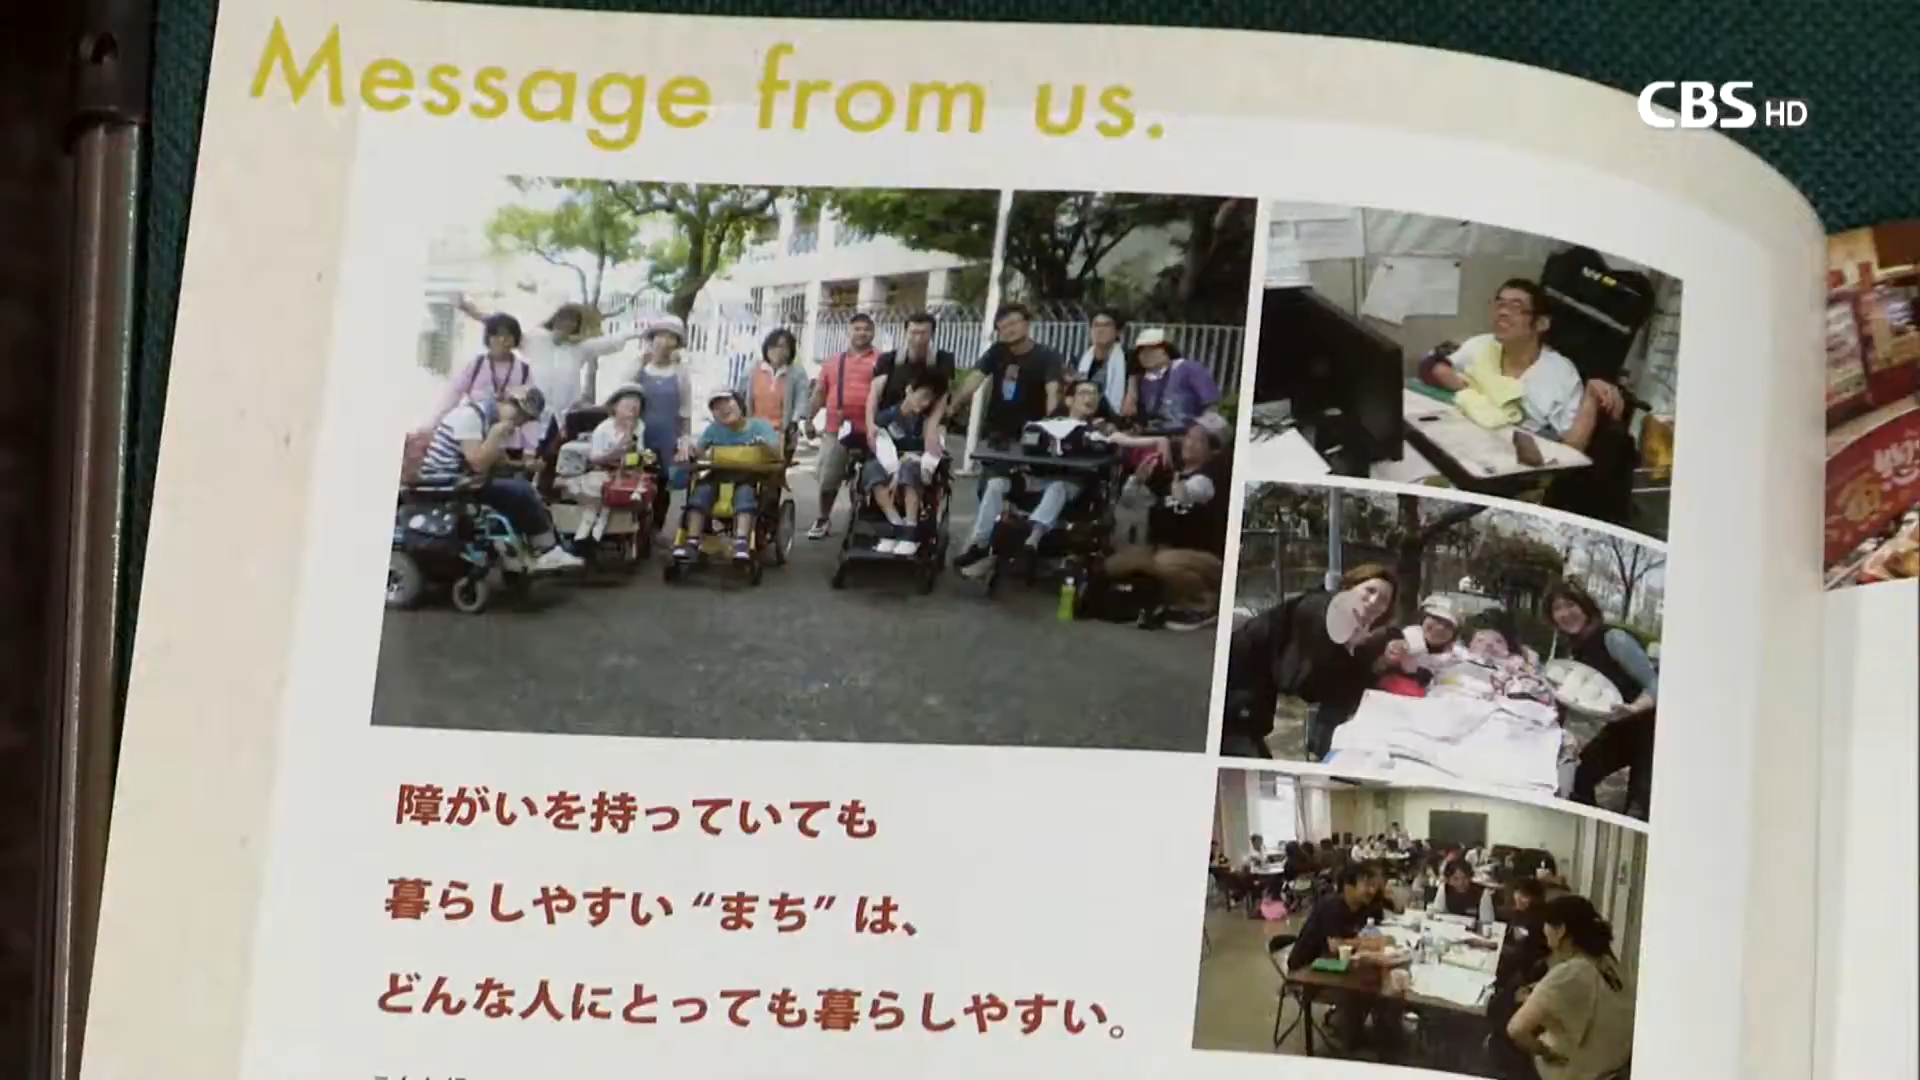 Message from us.
CBS HD
障がいを持っていても
暮らしやすい“まち”は、
どんな人にとっても暮らしやすい。